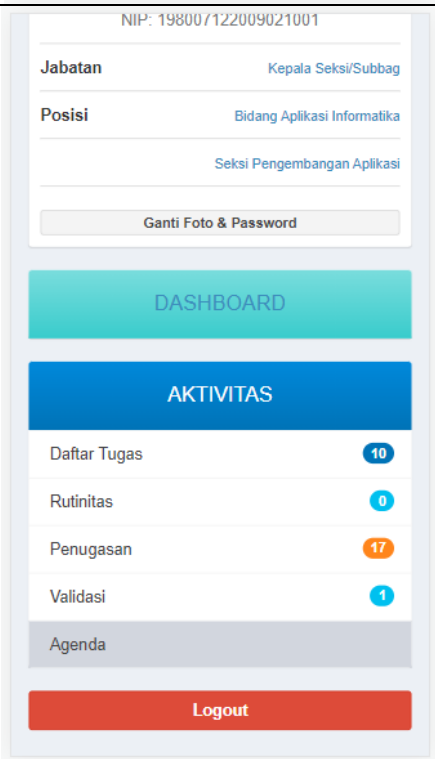 NIP: 198007122009021001
Jabatan Kepala Seksi/Subbag
Posisi Bidang Aplikasi Informatika
Seksi Pengembangan Aplikasi
Ganti Foto & Password
DASHBOARD
AKTIVITAS
Daftar Tugas 10
Rutinitas 0
Penugasan 17
Validasi 1
Agenda
Logout